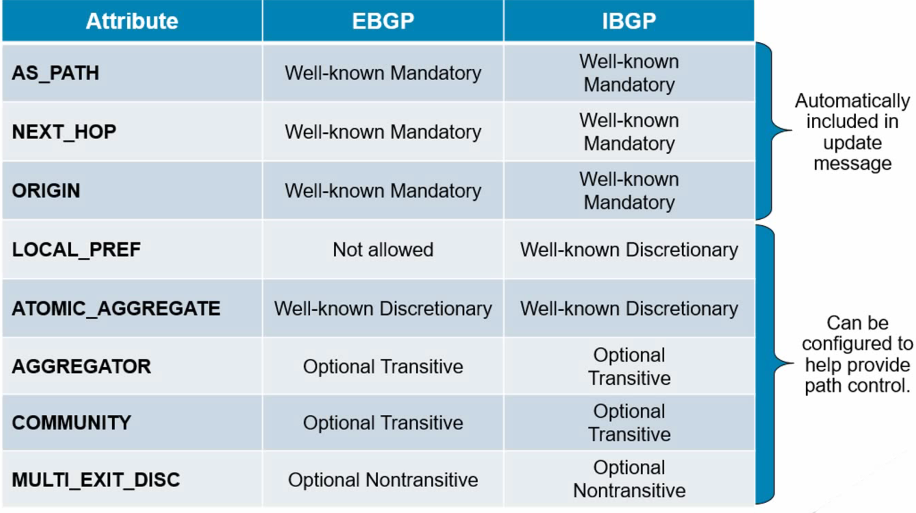 Attribute EBGP IBGP
AS_PATH Well-known Mandatory Well-known
Mandatory
NEXT_HOP Well-known Mandatory Well-known
Mandatory
ORIGIN Well-known Mandatory Well-known
Mandatory
Automatically
included in
update
message
LOCAL_PREF Not allowed Well-known Discretionary
ATOMIC_AGGREGATE Well-known Discretionary Well-known Discretionary
AGGREGATOR Optional Transitive Optional
Transitive
COMMUNITY Optional Transitive Optional
Transitive
MULTI_EXIT_DISC Optional Nontransitive Optional
Nontransitive
Can be
configured to
help provide
path control.